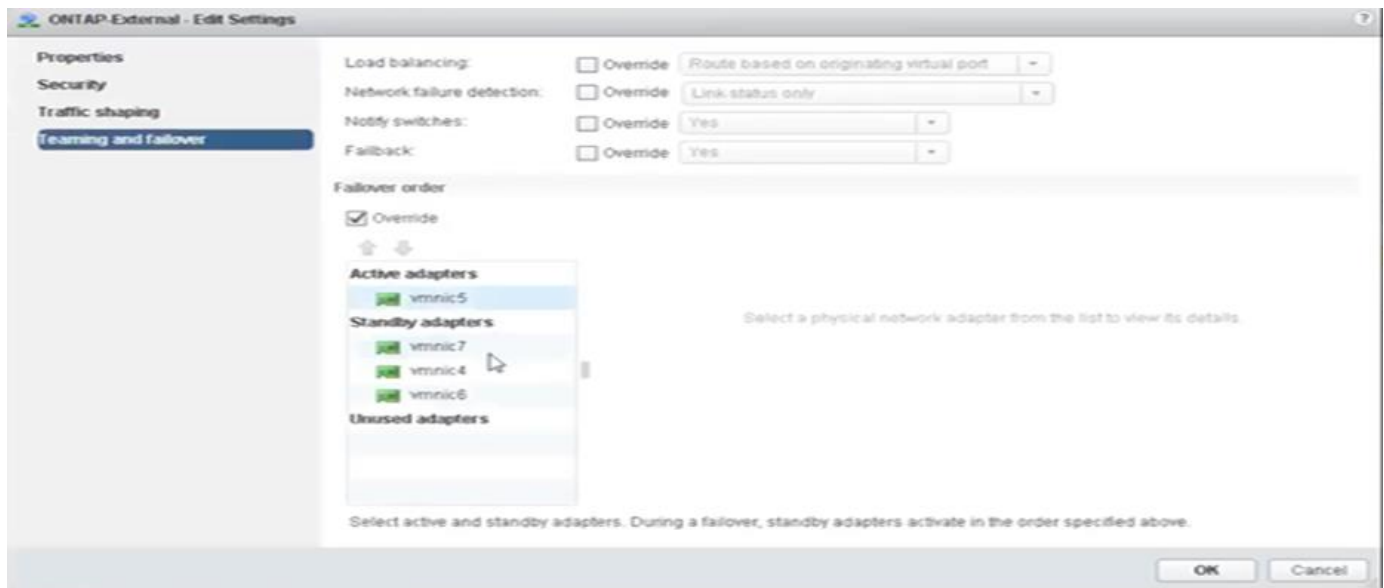 ONTAP-External - Edit Settings
?
Properties
Security
Traffic shaping
Teaming and failover
Load balancing:
Override
Route based on originating virtual port
Network failure detection:
Override
Link status only
Notify switches:
Override
Yes
Failback:
Override
Yes
Failover order
Override
Active adapters
vmnic5
Standby adapters
vmnic7
vmnic4
vmnic6
Unused adapters
Select a physical network adapter from the list to view its details.
Select active and standby adapters. During a failover, standby adapters activate in the order specified above.
OK
Cancel